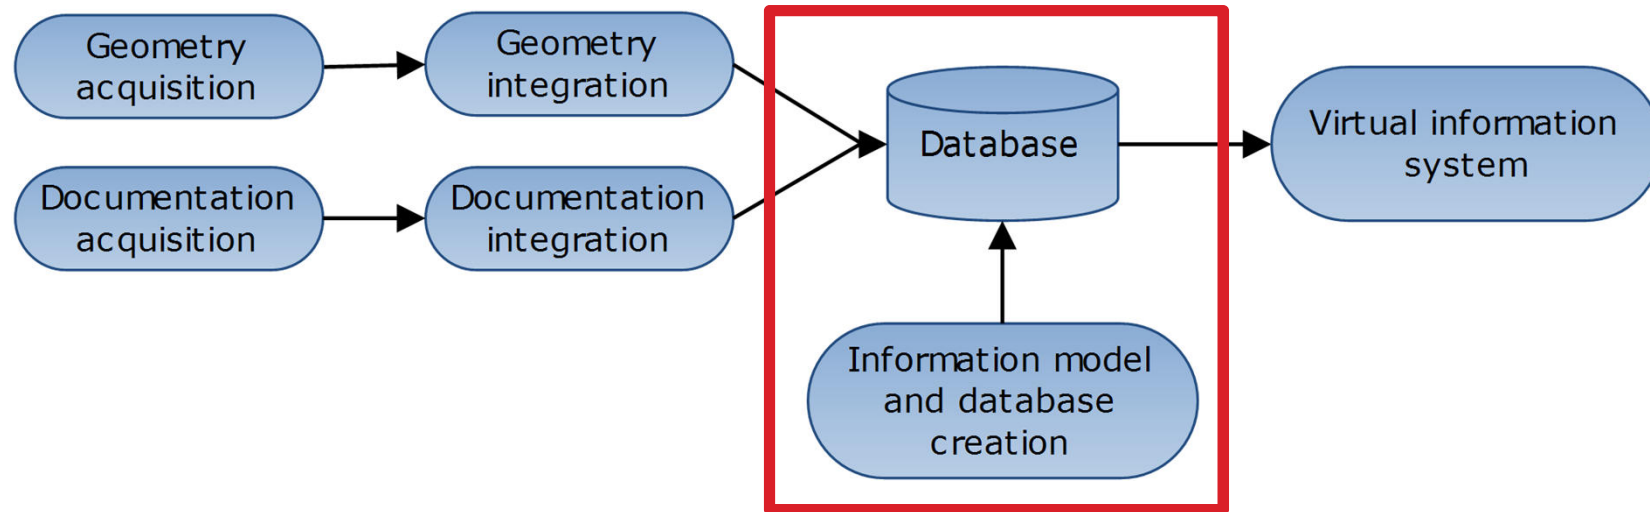 Geometry
acquisition
Geometry
integration
Documentation
acquisition
Documentation
integration
Database
Information model
and database
creation
Virtual information
system